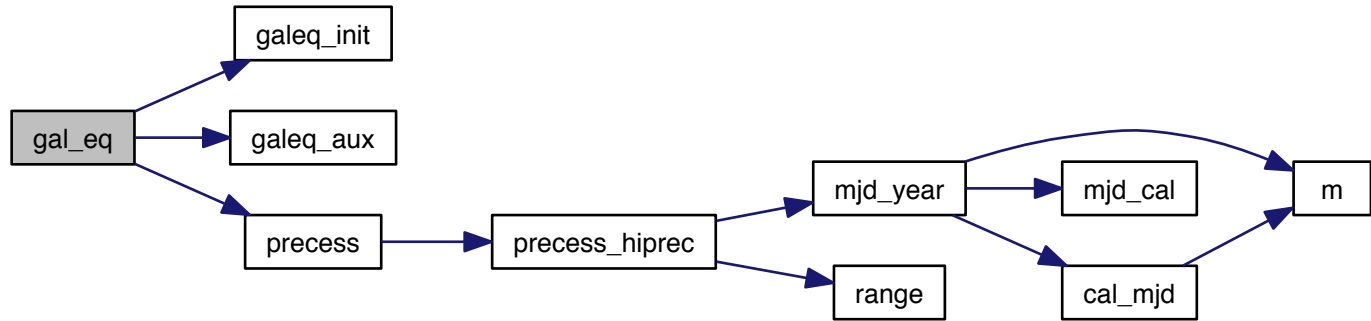 gal_eq
galeq_init
galeq_aux
precess
precess_hiprec
mjd_year
range
mjd_cal
cal_mjd
m